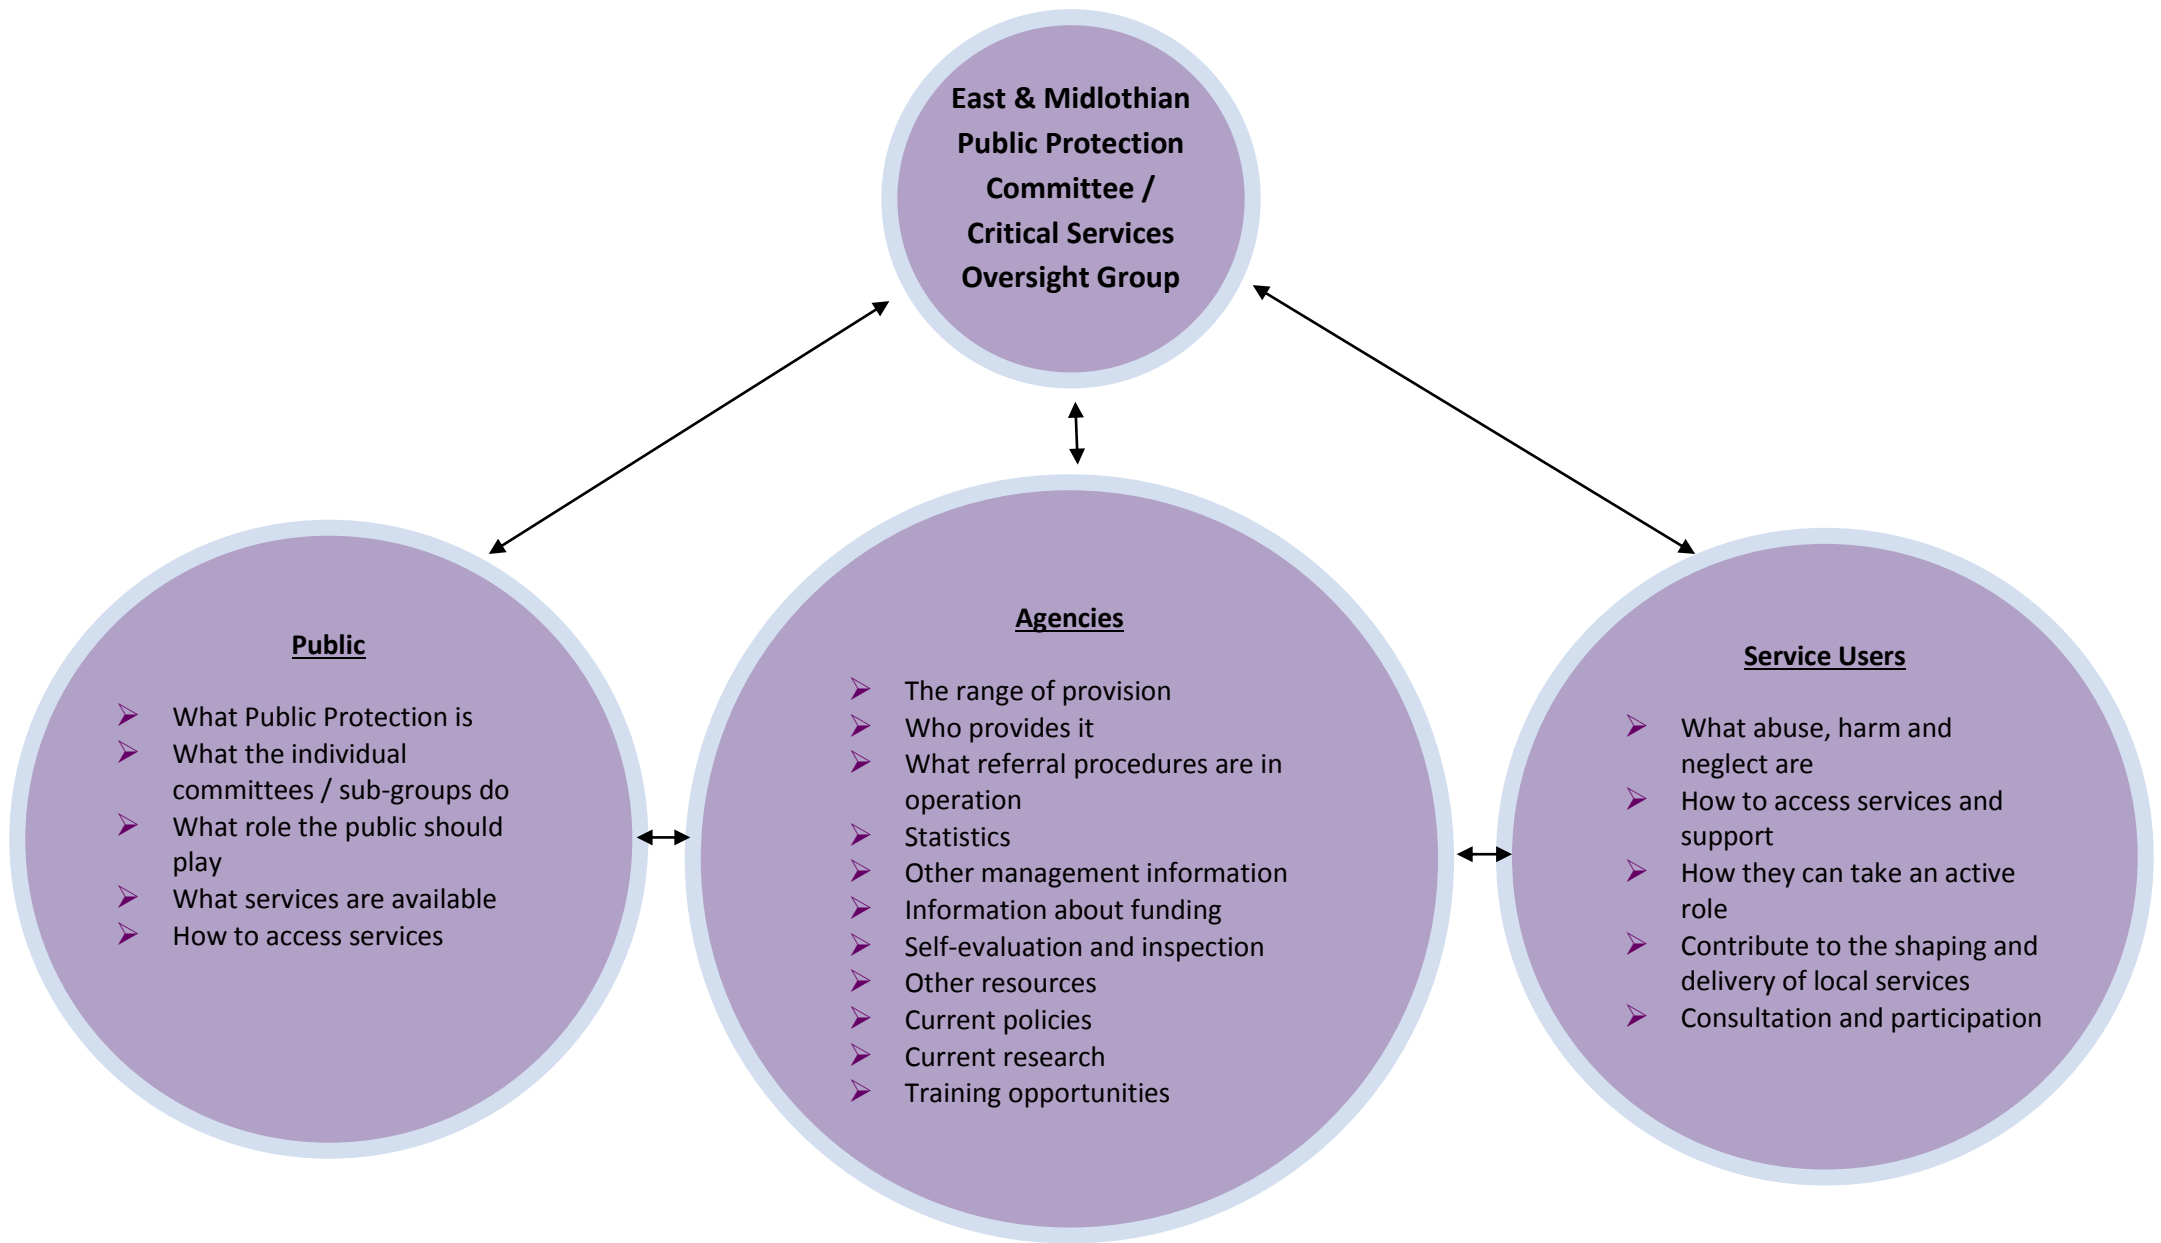 East & Midlothian
Public Protection
Committee /
Critical Services
Oversight Group
Public
What Public Protection is
What the individual
committees / sub-groups do
What role the public should
play
What services are available
How to access services
Agencies
The range of provision
Who provides it
What referral procedures are in
operation
Statistics
Other management information
Information about funding
Self-evaluation and inspection
Other resources
Current policies
Current research
Training opportunities
Service Users
What abuse, harm and
neglect are
How to access services and
support
How they can take an active
role
Contribute to the shaping and
delivery of local services
Consultation and participation